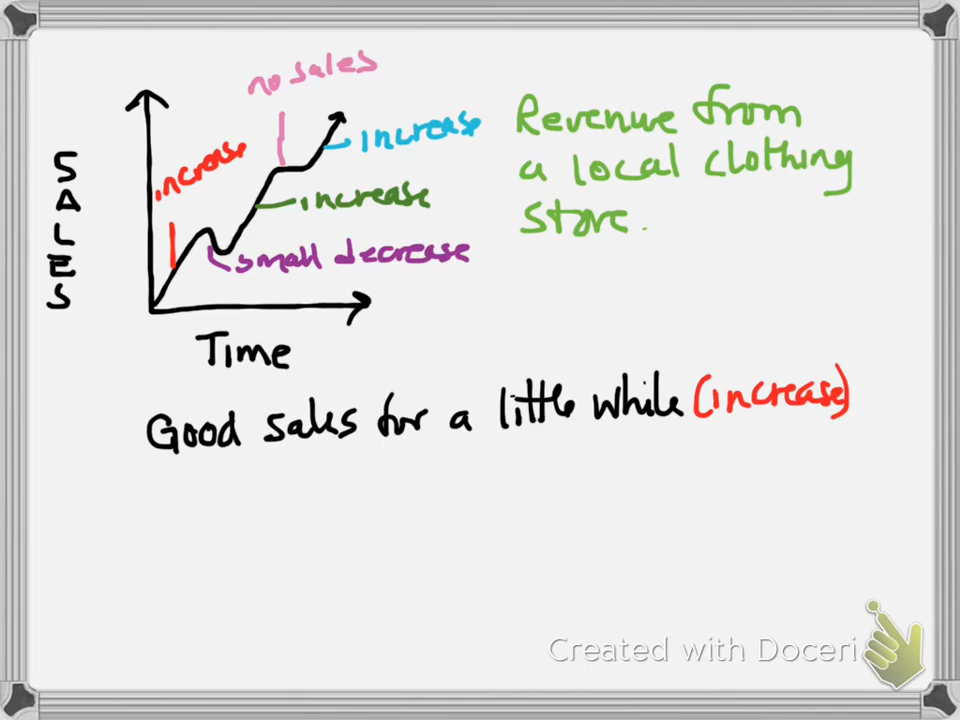 no sales
increase
increase
increase
small decrease
SALES
Time
Revenue from
a local clothing
store.
Good sales for a little while (increase)
Created with Doceri